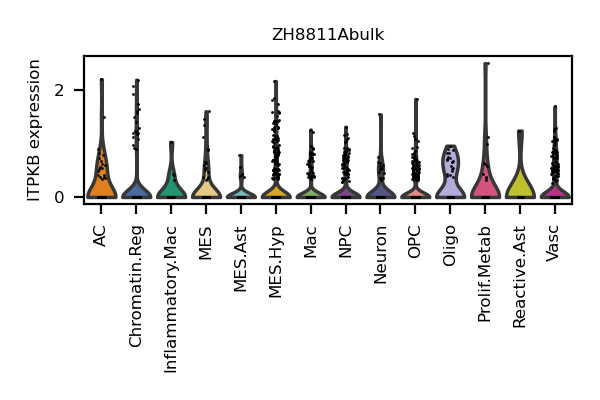 ZH8811Abulk
ITPKB expression
2
0
AC
Chromatin.Reg
Inflammatory.Mac
MES
MES.Ast
MES.Hyp
Mac
NPC
Neuron
OPC
Oligo
Prolif.Metab
Reactive.Ast
Vasc